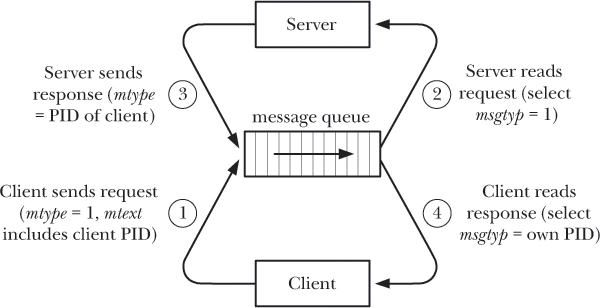 Server
Server sends
response (mtype
= PID of client)
3
2
Server reads
request (select
msgtyp = 1)
message queue
Client sends request
(mtype = 1, mtext
includes client PID)
1
4
Client reads
response (select
msgtyp = own PID)
Client